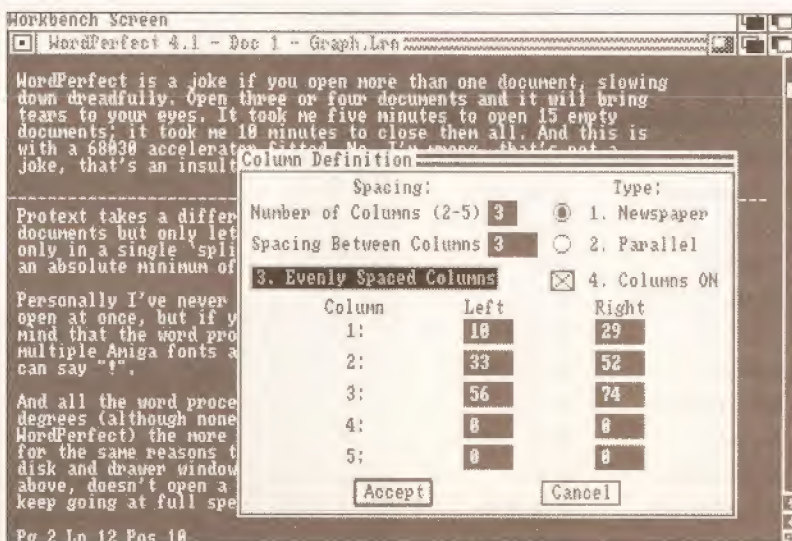 Workbench Screen
WordPerfect 4.1 - Doc 1 - Graph.Lrn
WordPerfect is a joke if you open more than one document, slowing
down dreadfully. Open three or four documents and it will bring
tears to your eyes. It took me five minutes to open 15 empty
documents; it took me 10 minutes to close them all. And this is
with a 68030 accelerator fitted. No, I'm wrong, that's not a
joke, that's an insult
Protext takes a differ
documents but only let
only in a single 'spli
an absolute minimum of
Personally I've never
open at once, but if y
mind that the word pro
multiple Amiga fonts a
can say "!".
And all the word proce
degrees (although none
WordPerfect) the more
for the same reasons t
disk and drawer window
above, doesn't open a
keep going at full spe
Pg 2 Ln 12 Pos 10
Column Definition
Spacing: Type:
Number of Columns (2-5) 3 1. Newspaper
Spacing Between Columns 3 2. Parallel
3. Evenly Spaced Columns 4. Columns ON
Column Left Right
1: 10 29
2: 33 52
3: 56 74
4: 0 0
5: 0 0
Accept Cancel